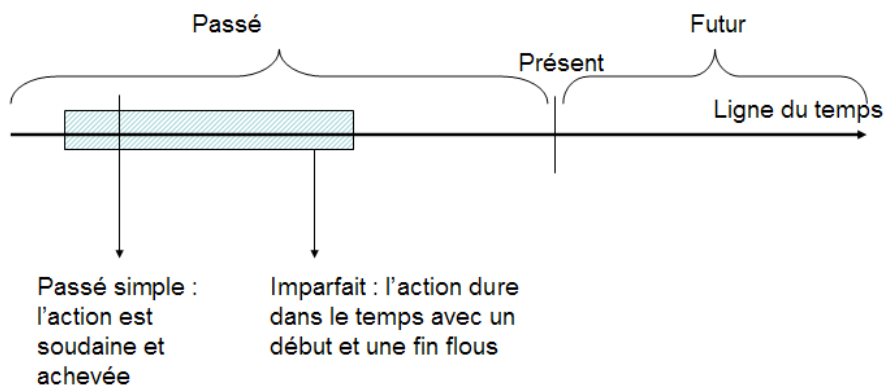 Passé
Futur
Présent
Ligne du temps
Passé simple :
l’action est
soudaine et
achevée
Imparfait : l’action dure
dans le temps avec un
début et une fin flous